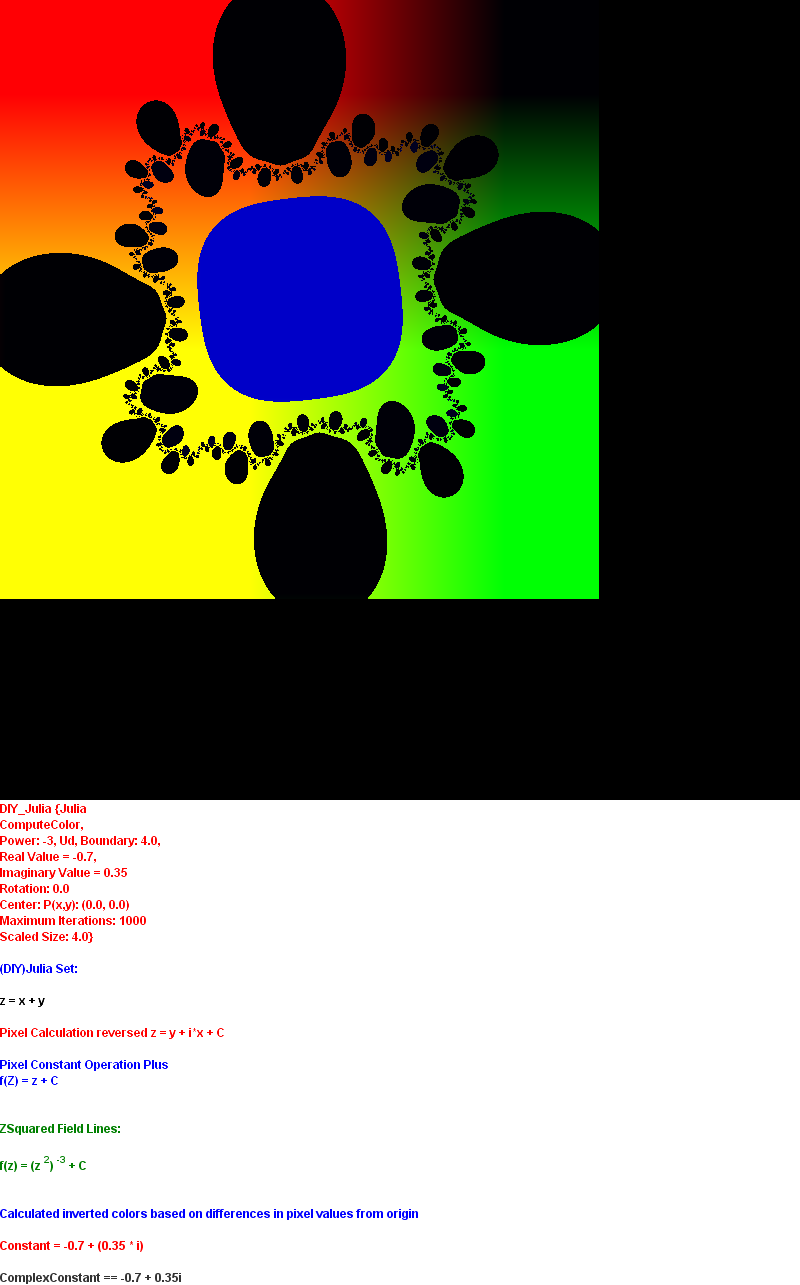 DIY_Julia {Julia
ComputeColor,
Power: -3, Ud, Boundary: 4.0,
Real Value = -0.7,
Imaginary Value = 0.35
Rotation: 0.0
Center: P(x,y): (0.0, 0.0)
Maximum Iterations: 1000
Scaled Size: 4.0}
(DIY)Julia Set:
z = x + y
Pixel Calculation reversed z = y + i*x + C
Pixel Constant Operation Plus
f(Z) = z + C
ZSquared Field Lines:
f(z) = (z ²) ⁻³ + C
Calculated inverted colors based on differences in pixel values from origin
Constant = -0.7 + (0.35 * i)
ComplexConstant == -0.7 + 0.35i